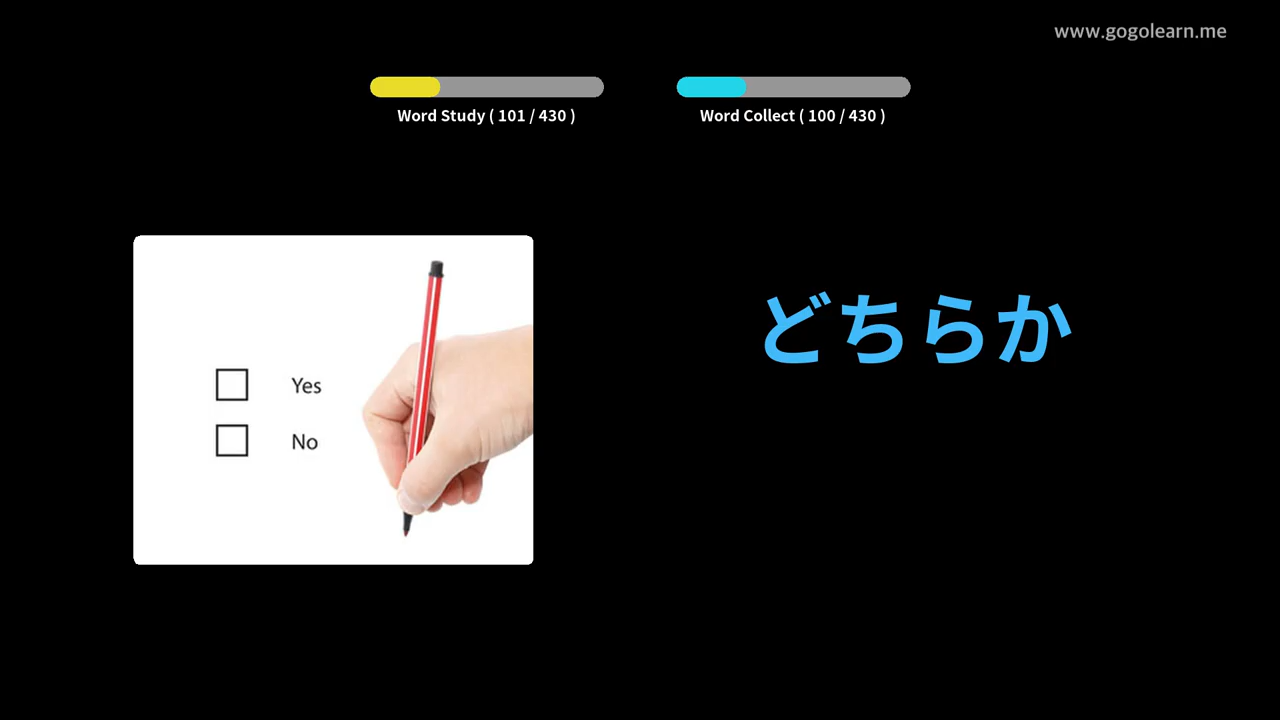 www.gogolearn.me
Word Study ( 101 / 430 )
Word Collect ( 100 / 430 )
どちらか
Yes
No